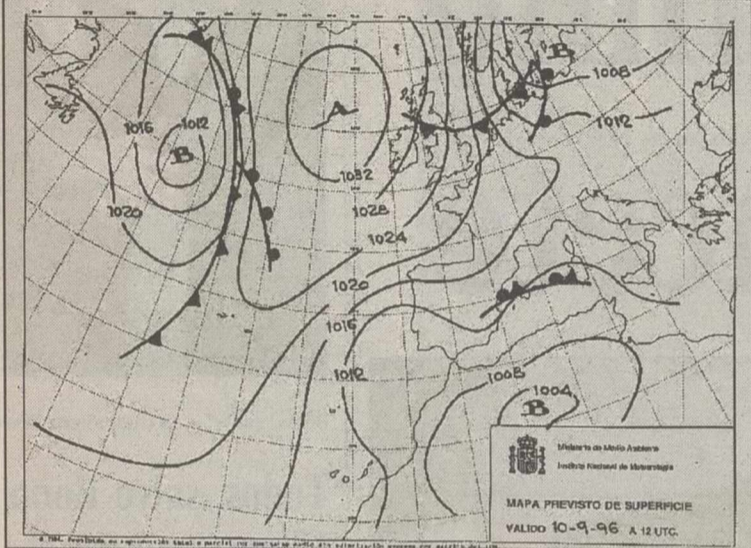 B
1008
1016
1012
A
1012
B
1032
1020
1028
1024
1020
1016
1012
1008
1004
B
Ministerio de Medio Ambiente
Instituto Nacional de Meteorología
MAPA PREVISTO DE SUPERFICIE
VALIDO 10-9-96 A 12 UTC.